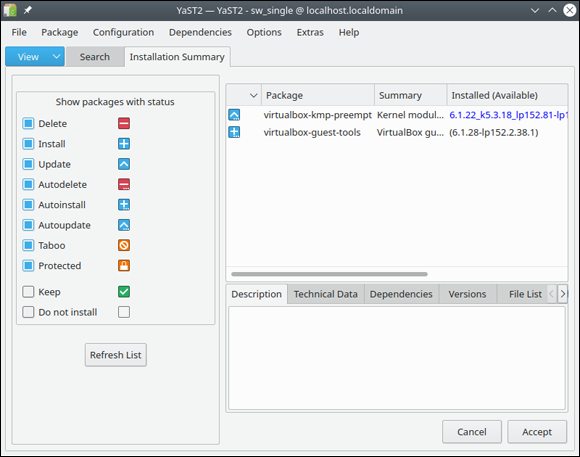 YaST2 — YaST2 - sw_single @ localhost.localdomain
File Package Configuration Dependencies Options Extras Help
View Search Installation Summary
Show packages with status
Delete
Install
Update
Autodelete
Autoinstall
Autoupdate
Taboo
Protected
Keep
Do not install
Refresh List
Package Summary Installed (Available)
virtualbox-kmp-preempt Kernel modul... 6.1.22_k5.3.18_lp152.81-lp1
virtualbox-guest-tools VirtualBox gu... (6.1.28-lp152.2.38.1)
Description Technical Data Dependencies Versions File List
Cancel Accept